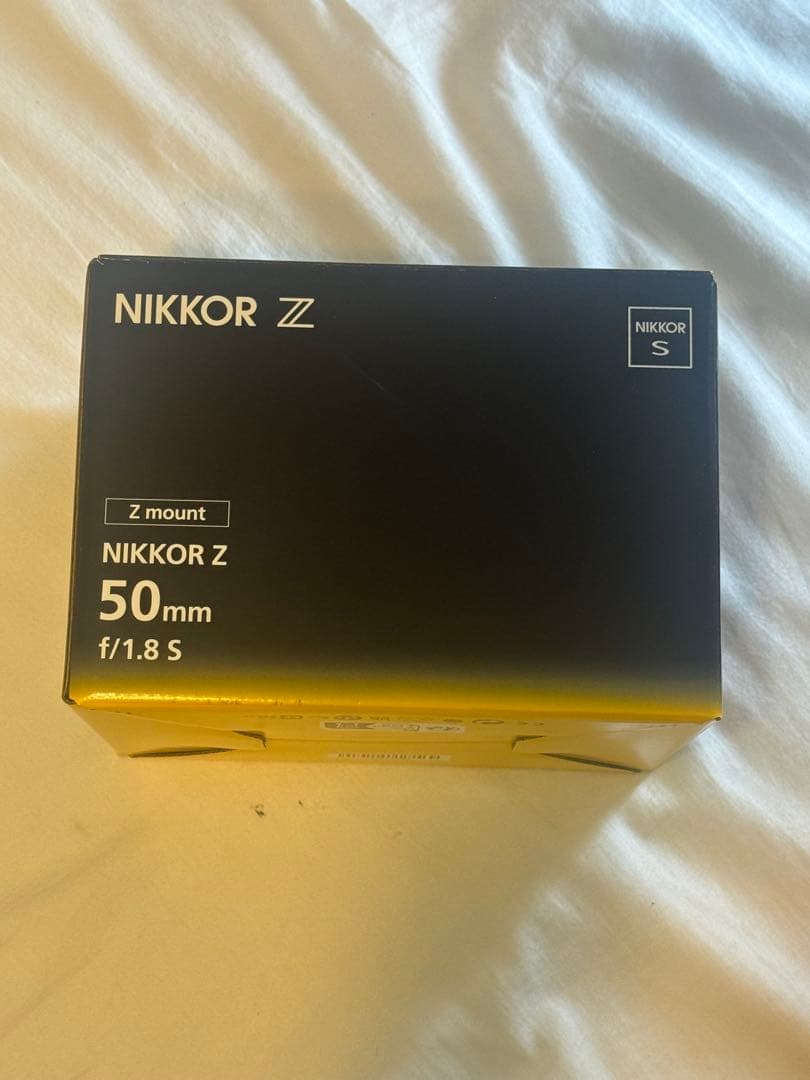 NIKKOR Z
NIKKOR
S
Z mount
NIKKOR Z
50mm
f/1.8 S